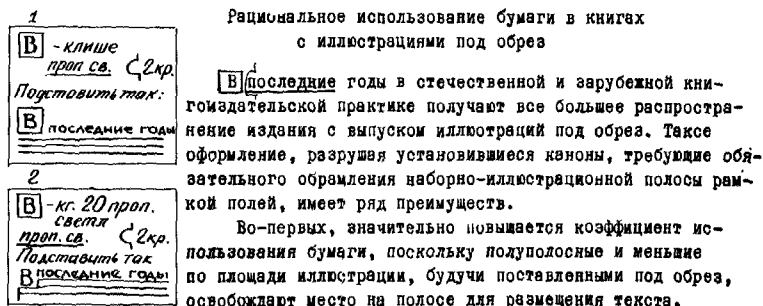 1
В -клише
проп св. 2кр.
Подставить так:
В последние годы
2
В -кг. 20 проп.
светл
проп. св. 2кр.
Подставить так
В последние годы
Рациональное использование бумаги в книгах
с иллюстрациями под обрез
В последние годы в стечественной и зарубежной кни-
гоиздательской практике получают все большее распростра-
нение издания с выпуском иллюстраций под обрез. Такое
оформление, разрушая установившиеся каноны, требующие обя-
зательного обрамления наборно-иллюстрационной полосы рам-
кой полей, имеет ряд преимуществ.
Во-первых, значительно повышается коэффициент ис-
пользования бумаги, поскольку полуполосные и меньшие
по площади иллюстрации, будучи поставленными под обрез,
освобождают место на полосе для размещения текста.